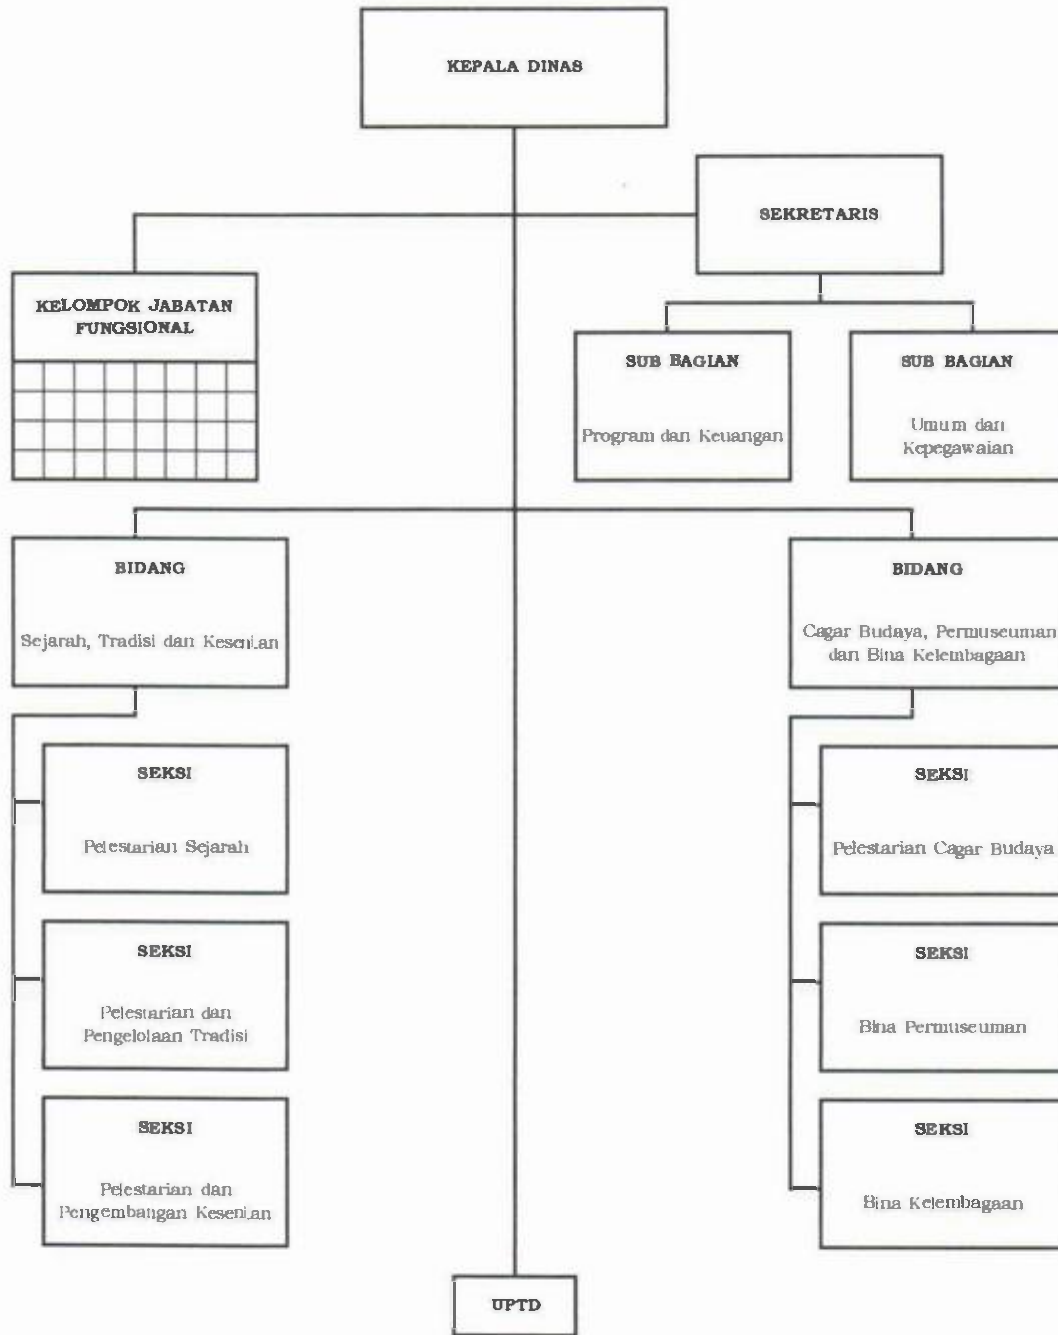 KEPALA DINAS
SEKRETARIS
KELOMPOK JABATAN
FUNGSIONAL
SUB BAGIAN
Program dan Keuangan
SUB BAGIAN
Umum dan
Kepegawaian
BIDANG
Sejarah, Tradisi dan Kesenian
SEKSI
Pelestarian Sejarah
SEKSI
Pelestarian dan
Pengelolaan Tradisi
SEKSI
Pelestarian dan
Pengembangan Kesenian
BIDANG
Cagar Budaya, Permuseuman
dan Bina Kelembagaan
SEKSI
Pelestarian Cagar Budaya
SEKSI
Bina Permuseuman
SEKSI
Bina Kelembagaan
UPTD